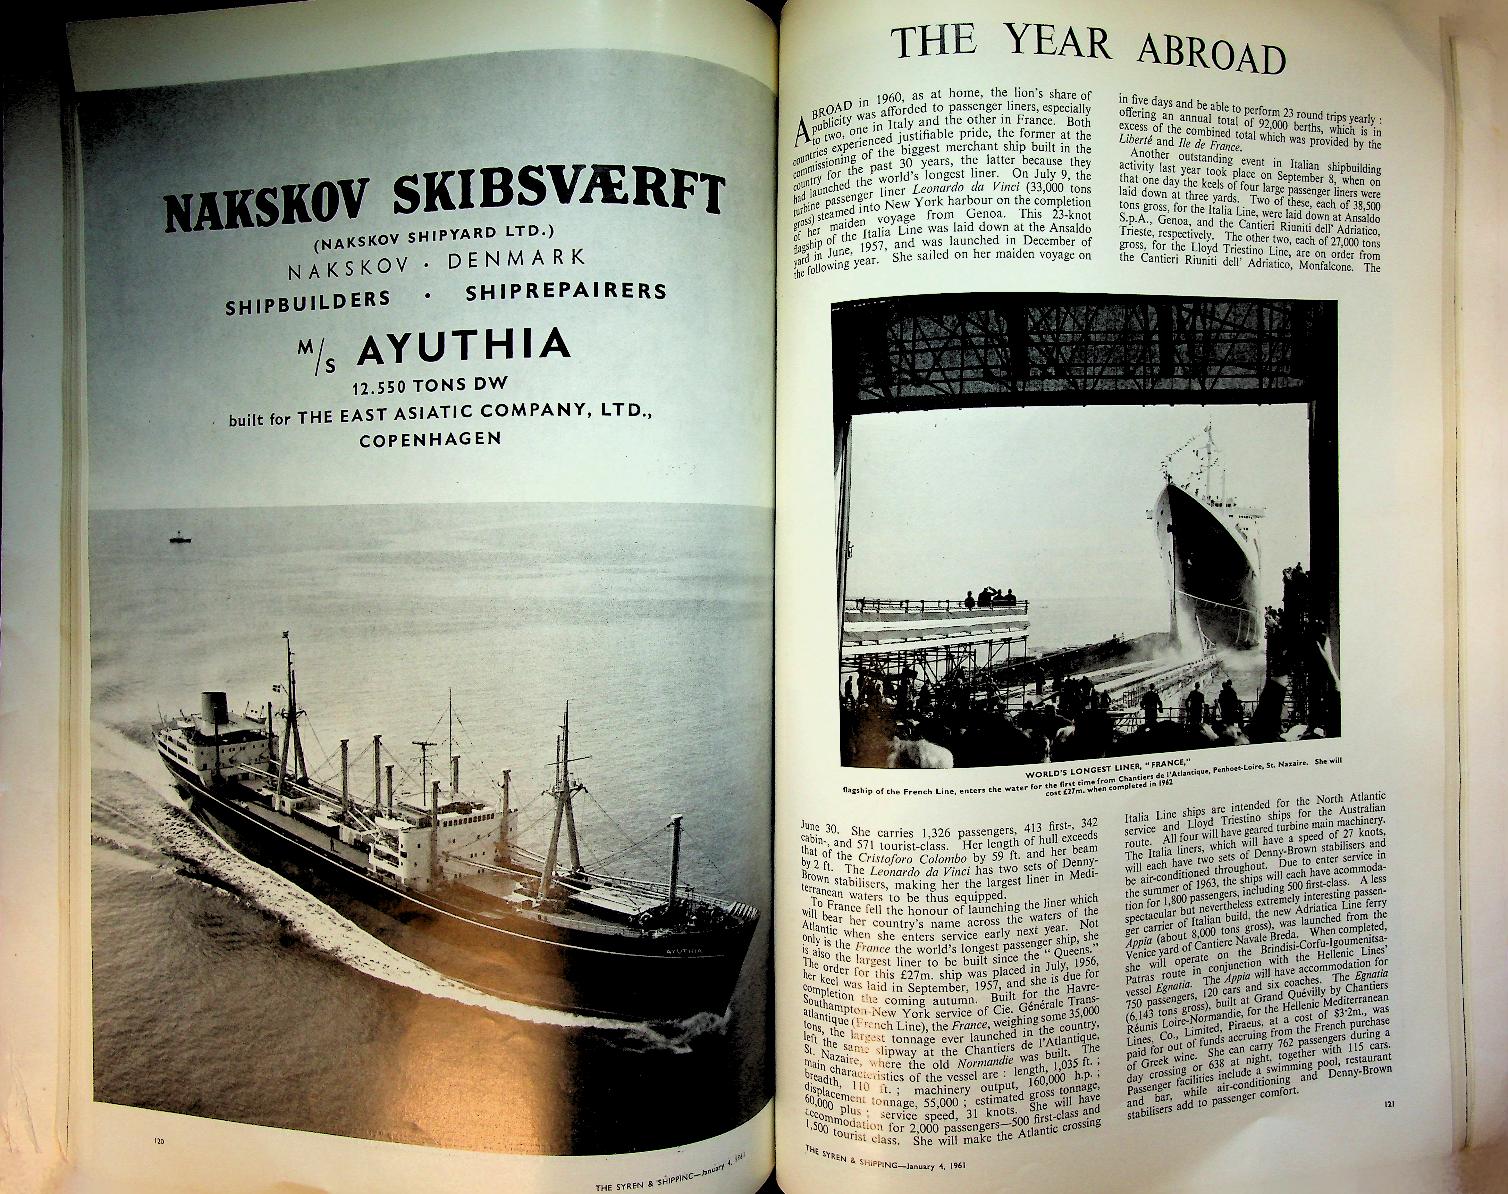 NAKSKOV SKIBSVÆRFT
(NAKSKOV SHIPYARD LTD.)
NAKSKOV · DENMARK
SHIPBUILDERS · SHIPREPAIRERS
M/s AYUTHIA
12.550 TONS DW
built for THE EAST ASIATIC COMPANY, LTD.,
COPENHAGEN
AYUTHIA
120
THE SYREN & SHIPPING—January 4, 1961
THE YEAR ABROAD
ABROAD in 1960, as at home, the lion's share of
publicity was afforded to passenger liners, especially
to two, one in Italy and the other in France. Both
countries experienced justifiable pride, the former at the
commissioning of the biggest merchant ship built in the
country for the past 30 years, the latter because they
had launched the world's longest liner. On July 9, the
turbine passenger liner Leonardo da Vinci (33,000 tons
gross) steamed into New York harbour on the completion
of her maiden voyage from Genoa. This 23-knot
flagship of the Italia Line was laid down at the Ansaldo
yard in June, 1957, and was launched in December of
the following year. She sailed on her maiden voyage on
in five days and be able to perform 23 round trips yearly :
offering an annual total of 92,000 berths, which is in
excess of the combined total which was provided by the
Liberté and Ile de France.
Another outstanding event in Italian shipbuilding
activity last year took place on September 8, when on
that one day the keels of four large passenger liners were
laid down at three yards. Two of these, each of 38,500
tons gross, for the Italia Line, were laid down at Ansaldo
S.p.A., Genoa, and the Cantieri Riuniti dell' Adriatico,
Trieste, respectively. The other two, each of 27,000 tons
gross, for the Lloyd Triestino Line, are on order from
the Cantieri Riuniti dell' Adriatico, Monfalcone. The
WORLD'S LONGEST LINER, "FRANCE,"
flagship of the French Line, enters the water for the first time from Chantiers de l'Atlantique, Penhoet-Loire, St. Nazaire. She will
cost £27m. when completed in 1962
June 30. She carries 1,326 passengers, 413 first-, 342
cabin-, and 571 tourist-class. Her length of hull exceeds
that of the Cristoforo Colombo by 59 ft. and her beam
by 2 ft. The Leonardo da Vinci has two sets of Denny-
Brown stabilisers, making her the largest liner in Medi-
terranean waters to be thus equipped.
To France fell the honour of launching the liner which
will bear her country's name across the waters of the
Atlantic when she enters service early next year. Not
only is the France the world's longest passenger ship, she
is also the largest liner to be built since the "Queens."
The order for this £27m. ship was placed in July, 1956,
her keel was laid in September, 1957, and she is due for
completion the coming autumn. Built for the Havre-
Southampton-New York service of Cie. Générale Trans-
atlantique (French Line), the France, weighing some 35,000
tons, the largest tonnage ever launched in the country,
left the same slipway at the Chantiers de l'Atlantique,
St. Nazaire, where the old Normandie was built. The
main characteristics of the vessel are : length, 1,035 ft. ;
breadth, 110 ft. ; machinery output, 160,000 h.p. ;
displacement tonnage, 55,000 ; estimated gross tonnage,
60,000 plus ; service speed, 31 knots. She will have
accommodation for 2,000 passengers—500 first-class and
1,500 tourist class. She will make the Atlantic crossing
Italia Line ships are intended for the North Atlantic
service and Lloyd Triestino ships for the Australian
route. All four will have geared turbine main machinery.
The Italia liners, which will have a speed of 27 knots,
will each have two sets of Denny-Brown stabilisers and
be air-conditioned throughout. Due to enter service in
the summer of 1963, the ships will each have accommoda-
tion for 1,800 passengers, including 500 first-class. A less
spectacular but nevertheless extremely interesting passen-
ger carrier of Italian build, the new Adriatica Line ferry
Appia (about 8,000 tons gross), was launched from the
Venice yard of Cantiere Navale Breda. When completed,
she will operate on the Brindisi-Corfu-Igoumenitsa-
Patras route in conjunction with the Hellenic Lines'
vessel Egnatia. The Appia will have accommodation for
750 passengers, 120 cars and six coaches. The Egnatia
(6,143 tons gross), built at Grand Quévilly by Chantiers
Réunis Loire-Normandie, for the Hellenic Mediterranean
Lines, Co., Limited, Piraeus, at a cost of $3·2m., was
paid for out of funds accruing from the French purchase
of Greek wine. She can carry 762 passengers during a
day crossing or 638 at night, together with 115 cars.
Passenger facilities include a swimming pool, restaurant
and bar, while air-conditioning and Denny-Brown
stabilisers add to passenger comfort.
THE SYREN & SHIPPING—January 4, 1961
121